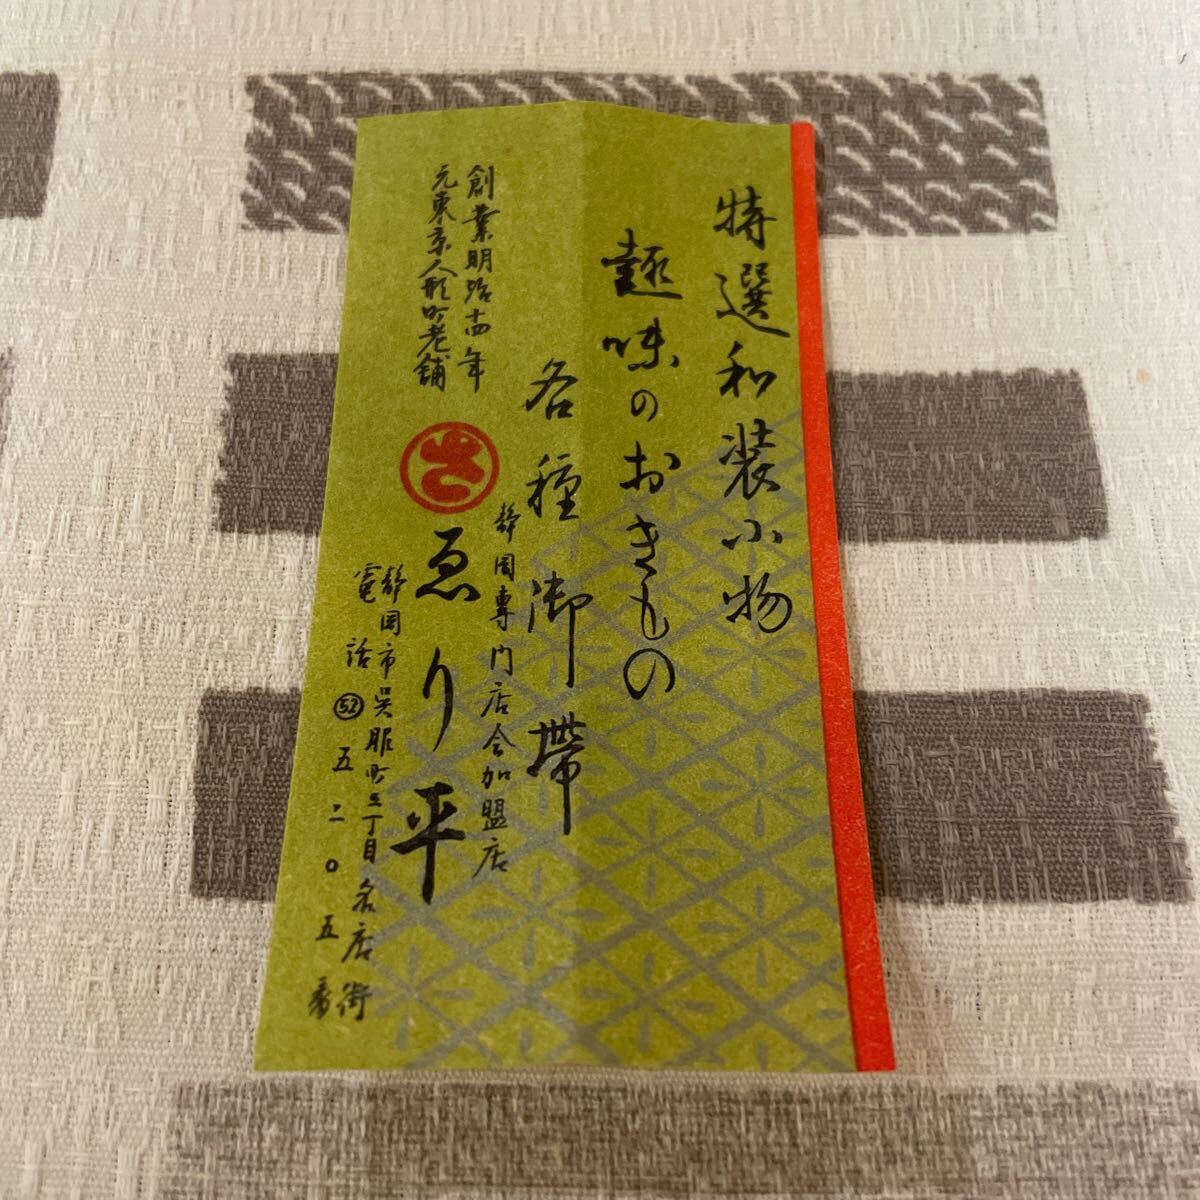 特選和装小物
趣味のおきもの
各種御帯
創業明治十四年
元東京人形町老舗
さ
静岡専門店会加盟店
ゑり平
静岡市呉服町二丁目名店街
電話52五二〇五番